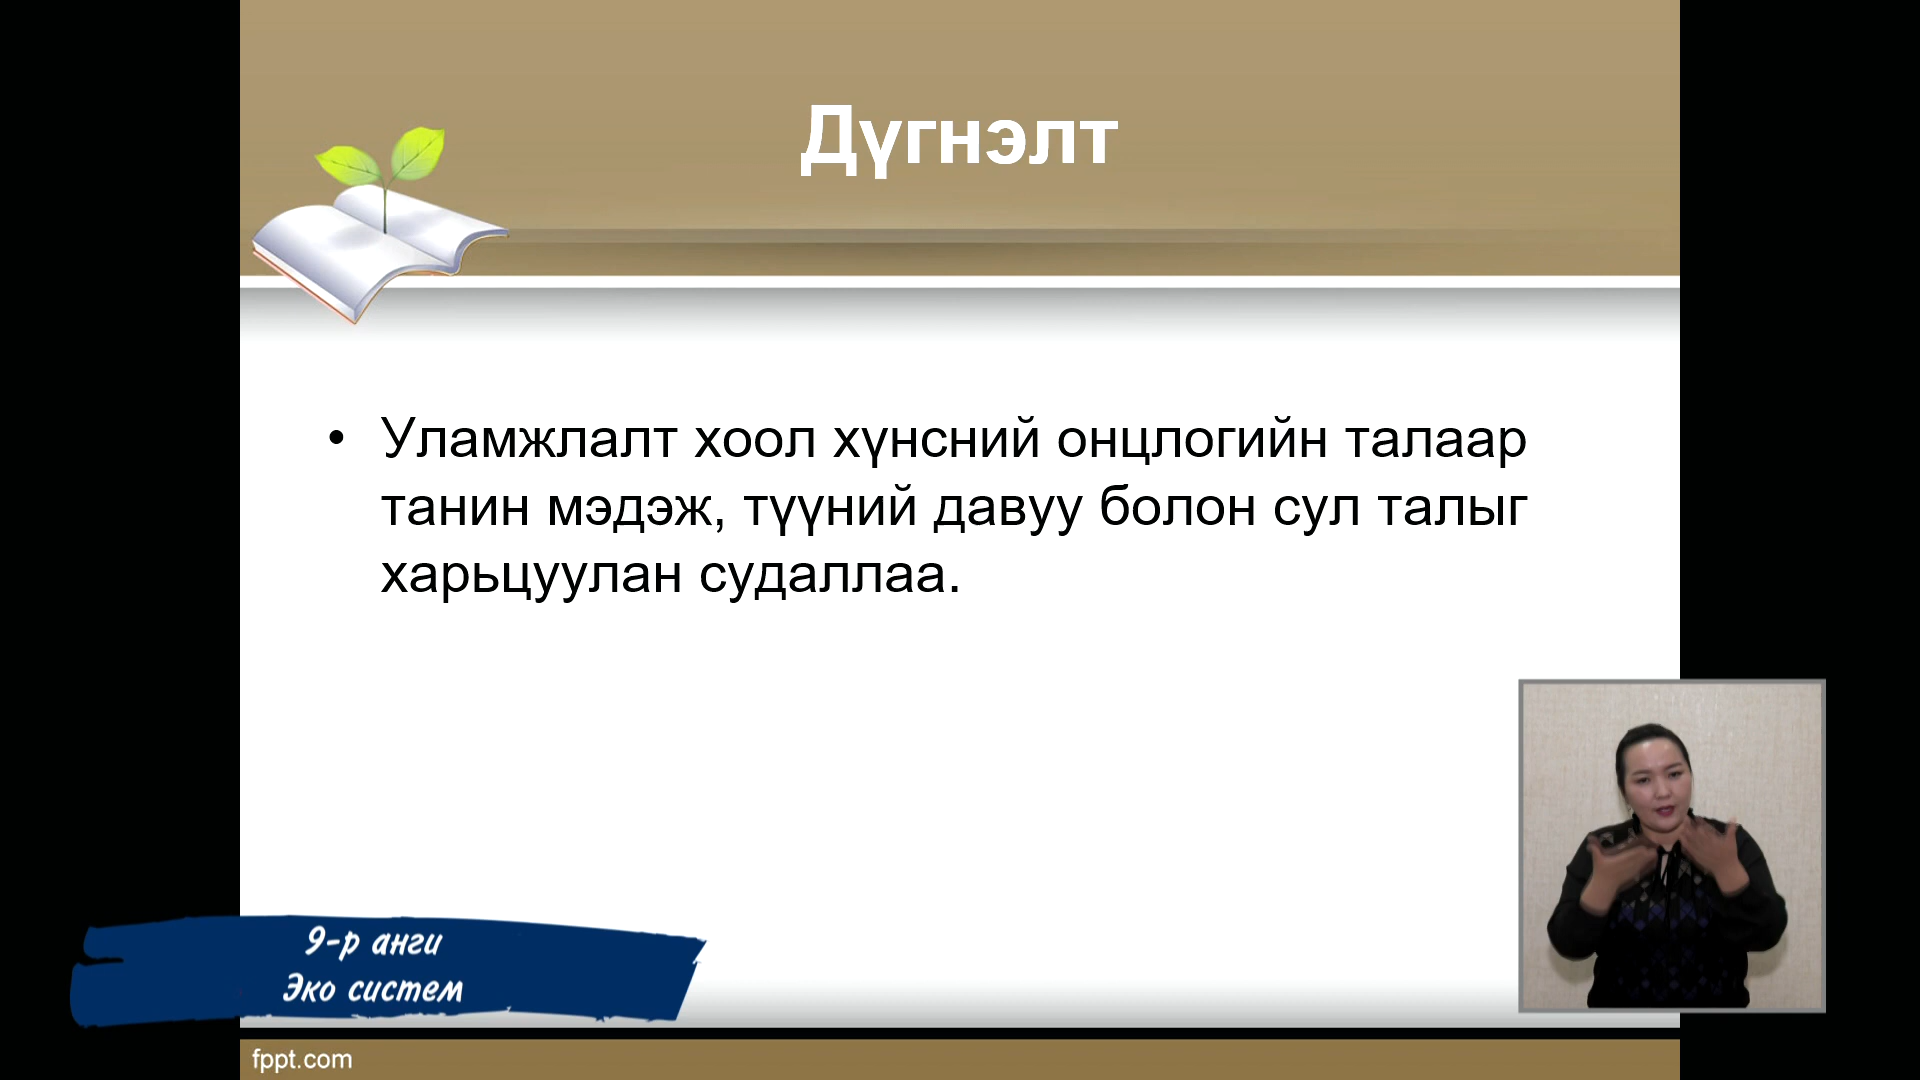 Дүгнэлт
• Уламжлалт хоол хүнсний онцлогийн талаар
танин мэдэж, түүний давуу болон сул талыг
харьцуулан судаллаа.
9-р анги
Эко систем
fppt.com